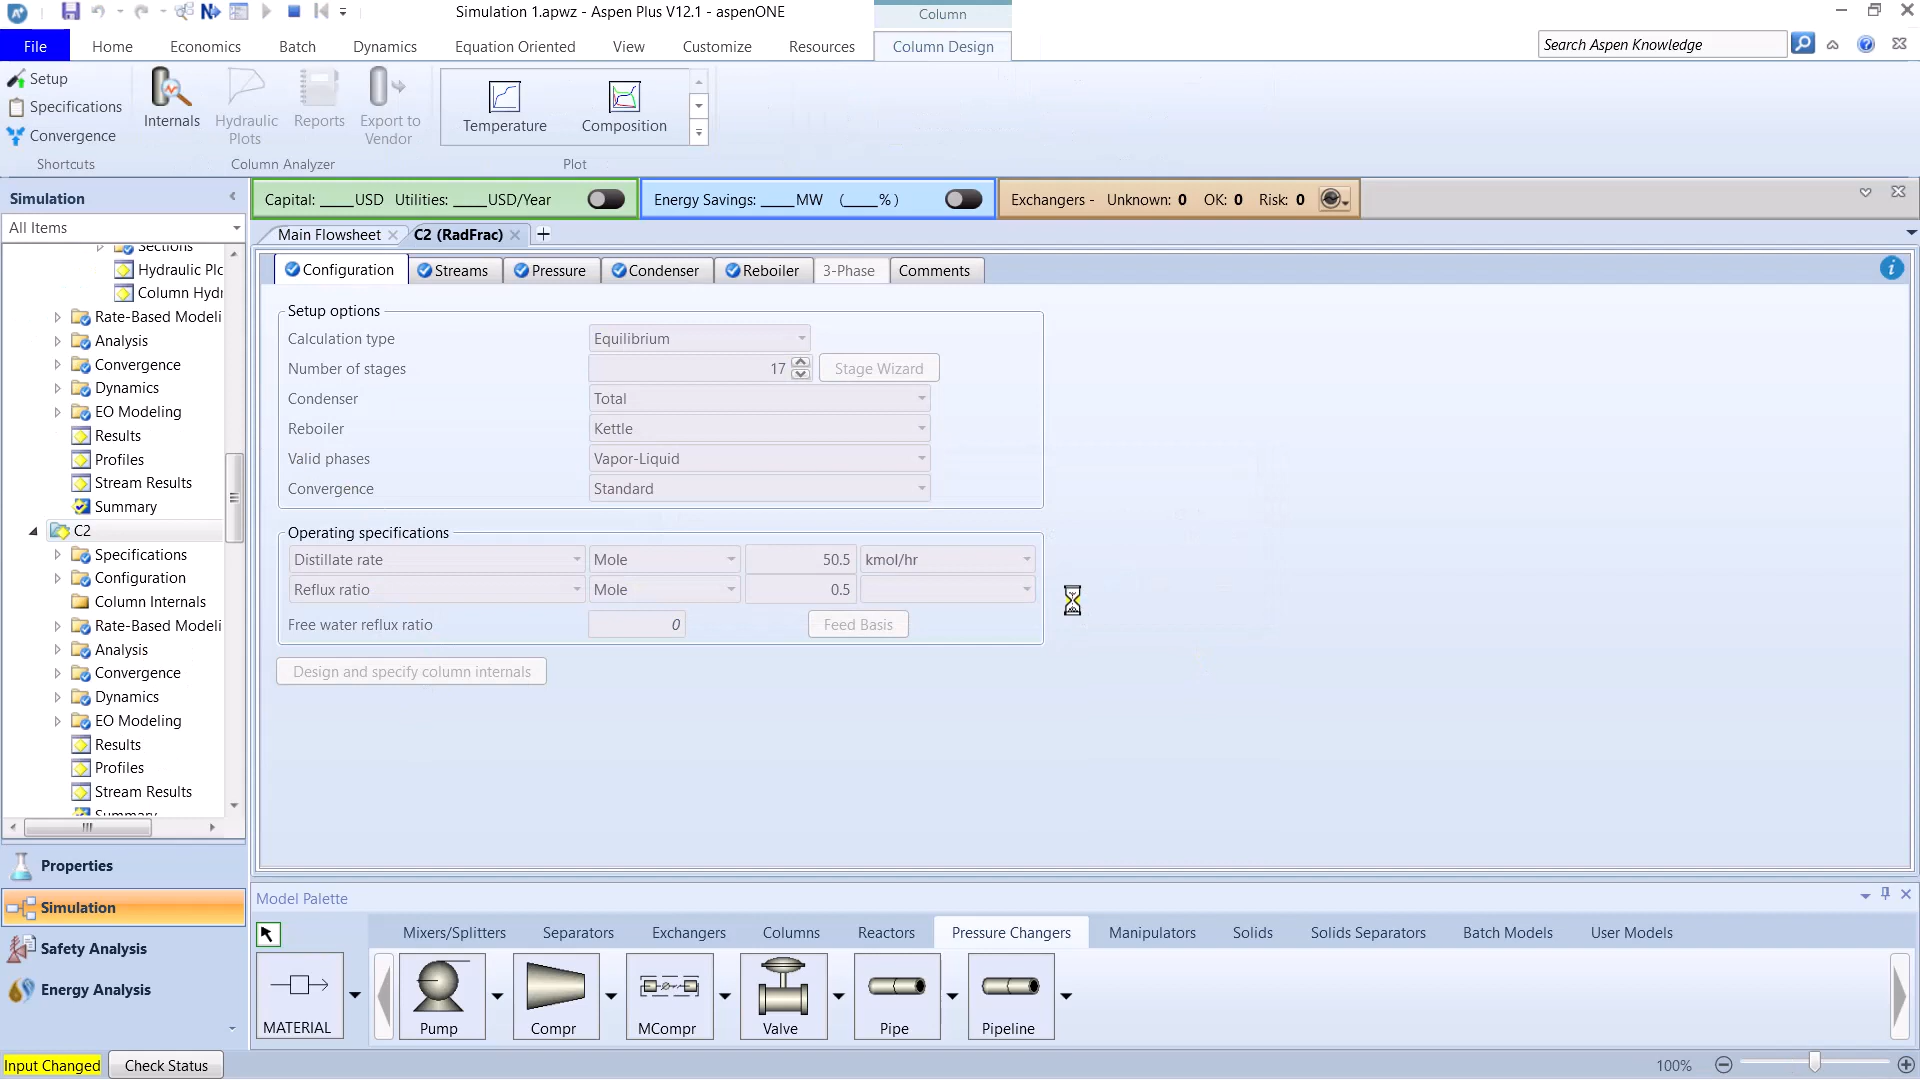 Simulation 1.apwz - Aspen Plus V12.1 - aspenONE
Column
File
Home
Economics
Batch
Dynamics
Equation Oriented
View
Customize
Resources
Column Design
Search Aspen Knowledge
Setup
Specifications
Convergence
Shortcuts
Internals
Hydraulic
Plots
Reports
Export to
Vendor
Column Analyzer
Temperature
Composition
Plot
Simulation
All Items
Capital: ____USD Utilities: ____USD/Year
Energy Savings: ____MW (____%)
Exchangers - Unknown: 0 OK: 0 Risk: 0
Main Flowsheet
C2 (RadFrac)
Configuration
Streams
Pressure
Condenser
Reboiler
3-Phase
Comments
Sections
Hydraulic Plc
Column Hydr
Rate-Based Modeli
Analysis
Convergence
Dynamics
EO Modeling
Results
Profiles
Stream Results
Summary
C2
Specifications
Configuration
Column Internals
Rate-Based Modeli
Analysis
Convergence
Dynamics
EO Modeling
Results
Profiles
Stream Results
Summary
Setup options
Calculation type Equilibrium
Number of stages 17 Stage Wizard
Condenser Total
Reboiler Kettle
Valid phases Vapor-Liquid
Convergence Standard
Operating specifications
Distillate rate Mole 50.5 kmol/hr
Reflux ratio Mole 0.5
Free water reflux ratio 0 Feed Basis
Design and specify column internals
Properties
Simulation
Safety Analysis
Energy Analysis
Model Palette
Mixers/Splitters
Separators
Exchangers
Columns
Reactors
Pressure Changers
Manipulators
Solids
Solids Separators
Batch Models
User Models
MATERIAL
Pump
Compr
MCompr
Valve
Pipe
Pipeline
Input Changed
Check Status
100%